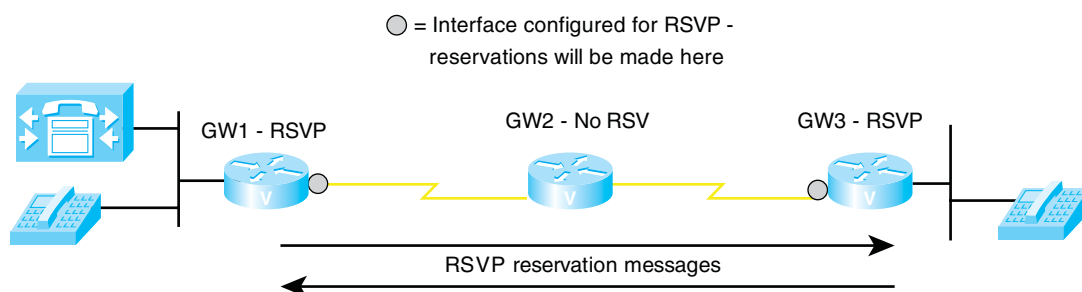 = Interface configured for RSVP -
reservations will be made here
GW1 - RSVP
GW2 - No RSV
GW3 - RSVP
V
V
V
RSVP reservation messages